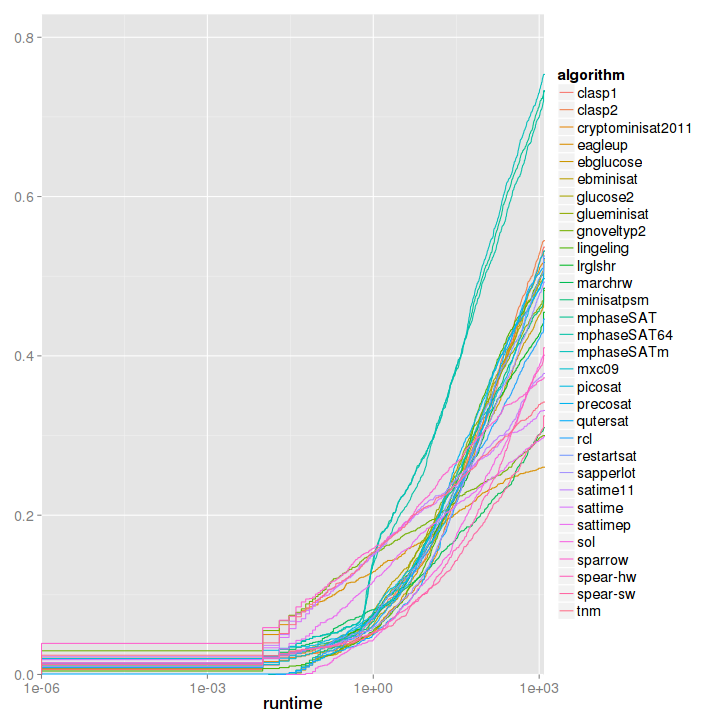 0.8
0.6
0.4
0.2
0.0
1e-06 1e-03 1e+00 1e+03
runtime
algorithm
clasp1
clasp2
cryptominisat2011
eagleup
ebglucose
ebminisat
glucose2
glueminisat
gnoveltyp2
lingeling
lrglshr
marchrw
minisatpsm
mphaseSAT
mphaseSAT64
mphaseSATm
mxc09
picosat
precosat
qutersat
rcl
restartsat
sapperlot
satime11
sattime
sattimep
sol
sparrow
spear-hw
spear-sw
tnm